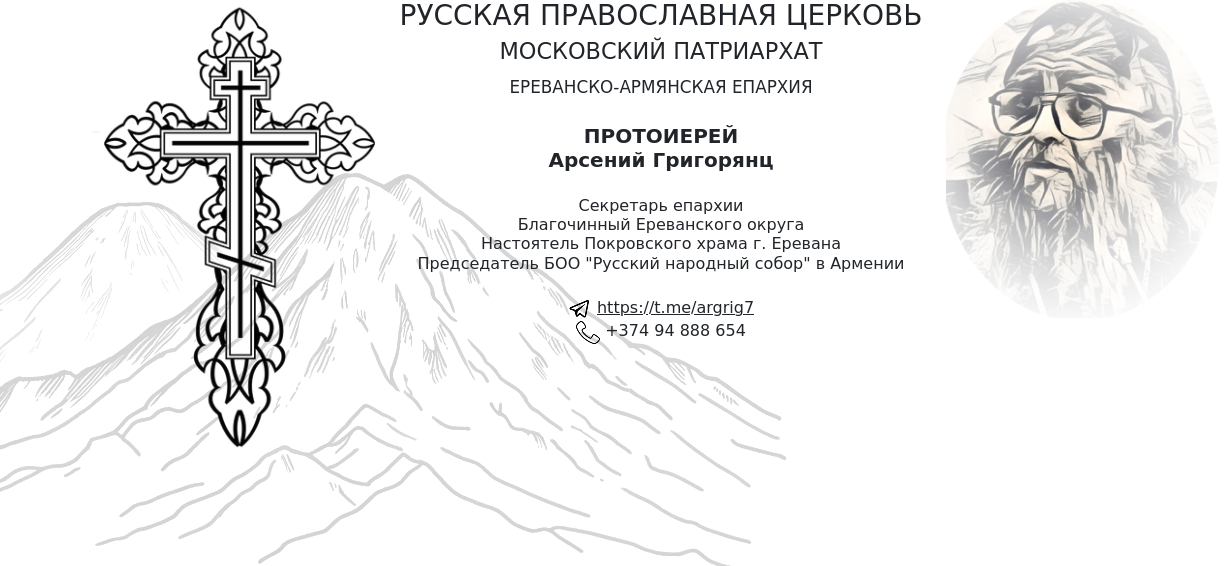 РУССКАЯ ПРАВОСЛАВНАЯ ЦЕРКОВЬ
МОСКОВСКИЙ ПАТРИАРХАТ
ЕРЕВАНСКО-АРМЯНСКАЯ ЕПАРХИЯ
ПРОТОИЕРЕЙ
Арсений Григорянц
Секретарь епархии
Благочинный Ереванского округа
Настоятель Покровского храма г. Еревана
Председатель БОО "Русский народный собор" в Армении
https://t.me/argrig7
+374 94 888 654